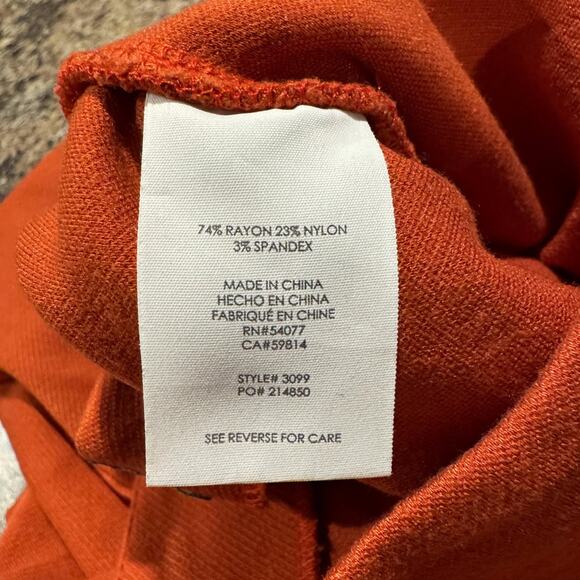 74% RAYON 23% NYLON
3% SPANDEX
MADE IN CHINA
HECHO EN CHINA
FABRIQUÉ EN CHINE
RN#54077
CA#59814
STYLE# 3099
PO# 214850
SEE REVERSE FOR CARE